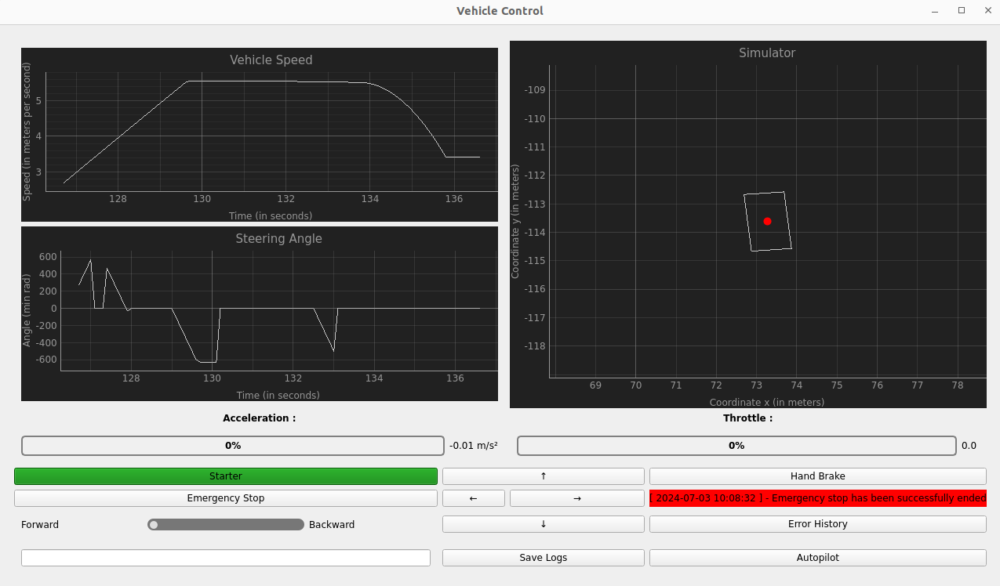 Vehicle Control
Vehicle Speed
Speed (in meters per second)
5
4
3
128 130 132 134 136
Time (in seconds)
Steering Angle
Angle (min rad)
600
400
200
0
-200
-400
-600
128 130 132 134 136
Time (in seconds)
Simulator
Coordinate y (in meters)
-109
-110
-111
-112
-113
-114
-115
-116
-117
-118
69 70 71 72 73 74 75 76 77 78
Coordinate x (in meters)
Acceleration :
Throttle :
0% -0.01 m/s²
0% 0.0
Starter
↑
Hand Brake
Emergency Stop
←
→
[ 2024-07-03 10:08:32 ] - Emergency stop has been successfully ended
Forward
Backward
↓
Error History
Save Logs
Autopilot